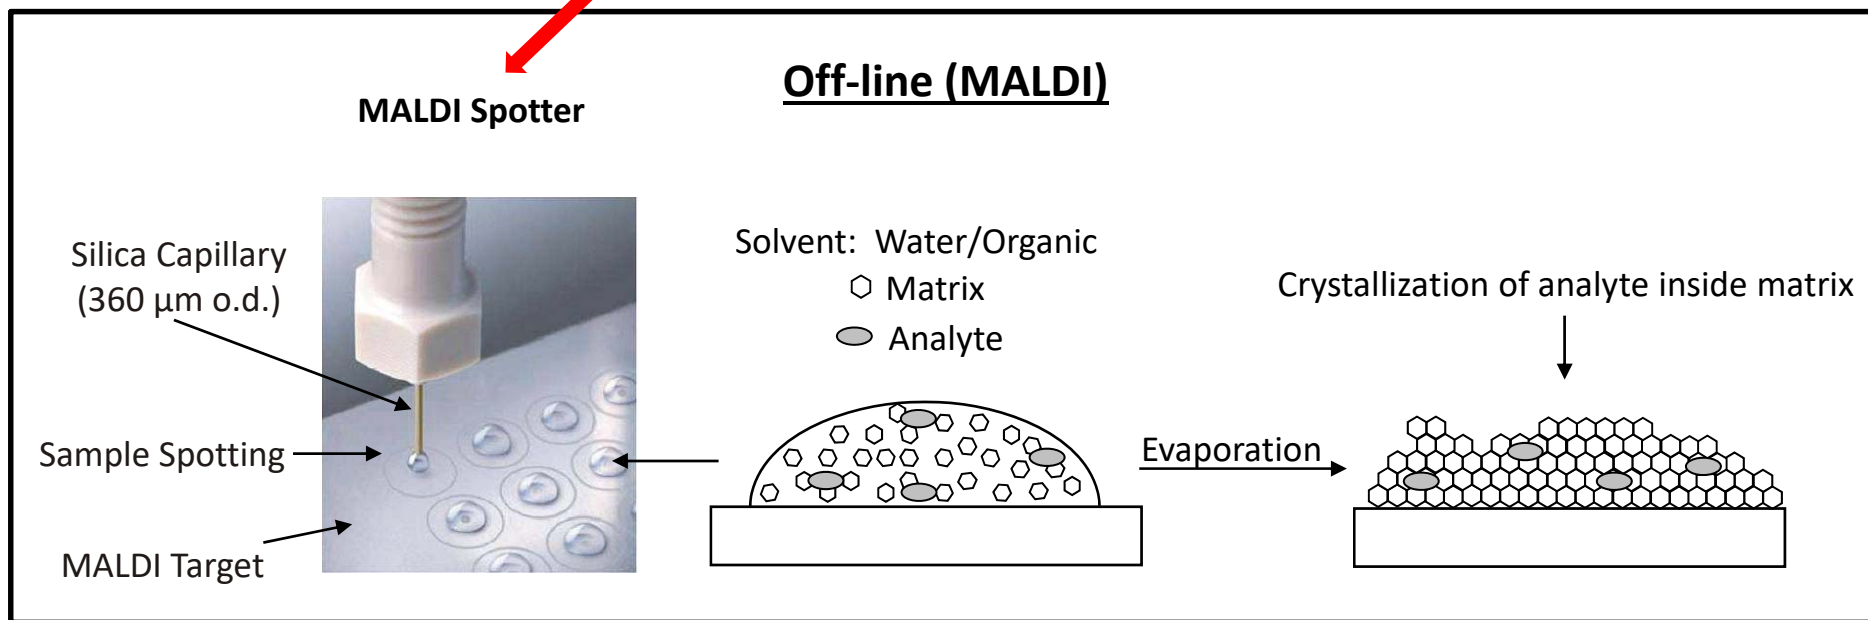 Off-line (MALDI)
MALDI Spotter
Silica Capillary
(360 µm o.d.)
Sample Spotting
MALDI Target
Solvent: Water/Organic
Matrix
Analyte
Evaporation
Crystallization of analyte inside matrix